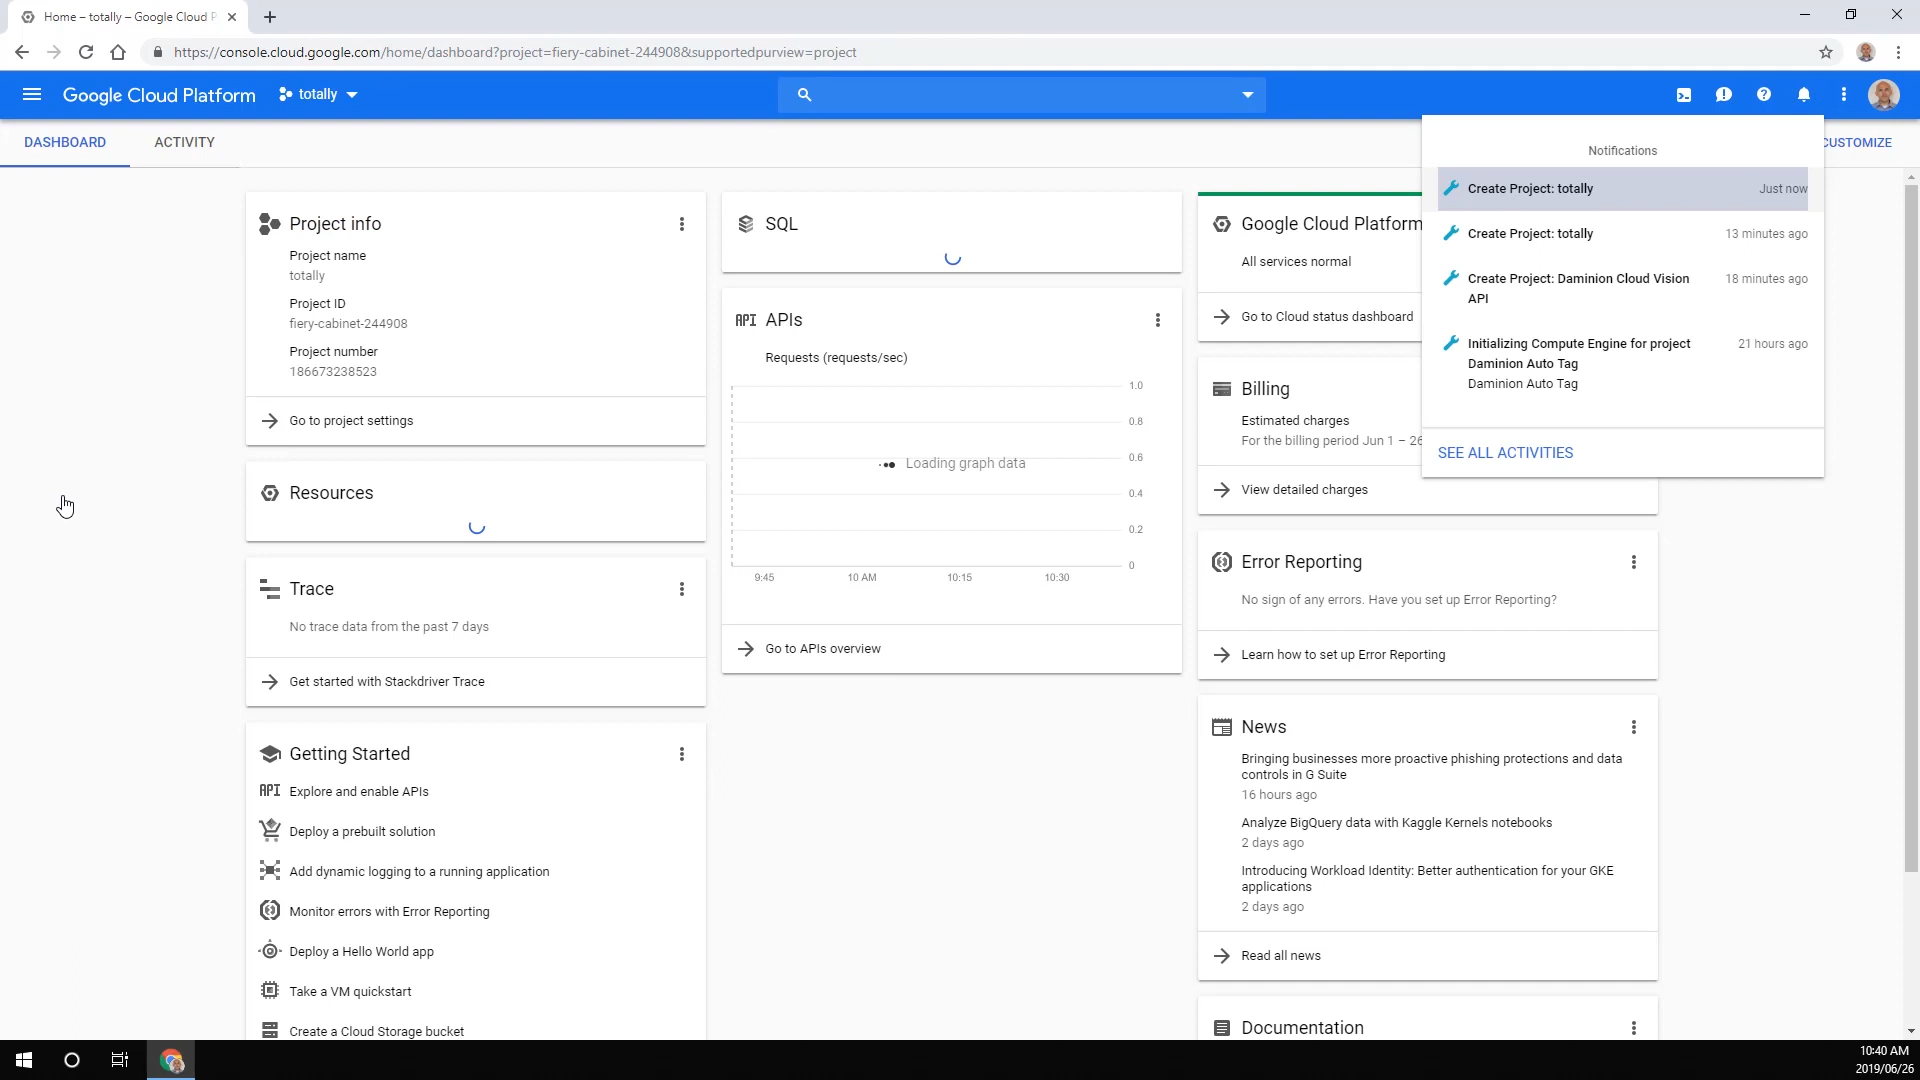 Home – totally – Google Cloud P
https://console.cloud.google.com/home/dashboard?project=fiery-cabinet-244908&supportedpurview=project
Google Cloud Platform
totally
DASHBOARD
ACTIVITY
CUSTOMIZE
Project info
Project name
totally
Project ID
fiery-cabinet-244908
Project number
186673238523
Go to project settings
Resources
Trace
No trace data from the past 7 days
Get started with Stackdriver Trace
Getting Started
API Explore and enable APIs
Deploy a prebuilt solution
Add dynamic logging to a running application
Monitor errors with Error Reporting
Deploy a Hello World app
Take a VM quickstart
Create a Cloud Storage bucket
SQL
API APIs
Requests (requests/sec)
1.0
0.8
0.6
0.4
0.2
0
Loading graph data
9:45 10 AM 10:15 10:30
Go to APIs overview
Google Cloud Platform
All services normal
Go to Cloud status dashboard
Billing
Estimated charges
For the billing period Jun 1 – 26
View detailed charges
Error Reporting
No sign of any errors. Have you set up Error Reporting?
Learn how to set up Error Reporting
News
Bringing businesses more proactive phishing protections and data
controls in G Suite
16 hours ago
Analyze BigQuery data with Kaggle Kernels notebooks
2 days ago
Introducing Workload Identity: Better authentication for your GKE
applications
2 days ago
Read all news
Documentation
Notifications
Create Project: totally Just now
Create Project: totally 13 minutes ago
Create Project: Daminion Cloud Vision 18 minutes ago
API
Initializing Compute Engine for project 21 hours ago
Daminion Auto Tag
Daminion Auto Tag
SEE ALL ACTIVITIES
10:40 AM
2019/06/26